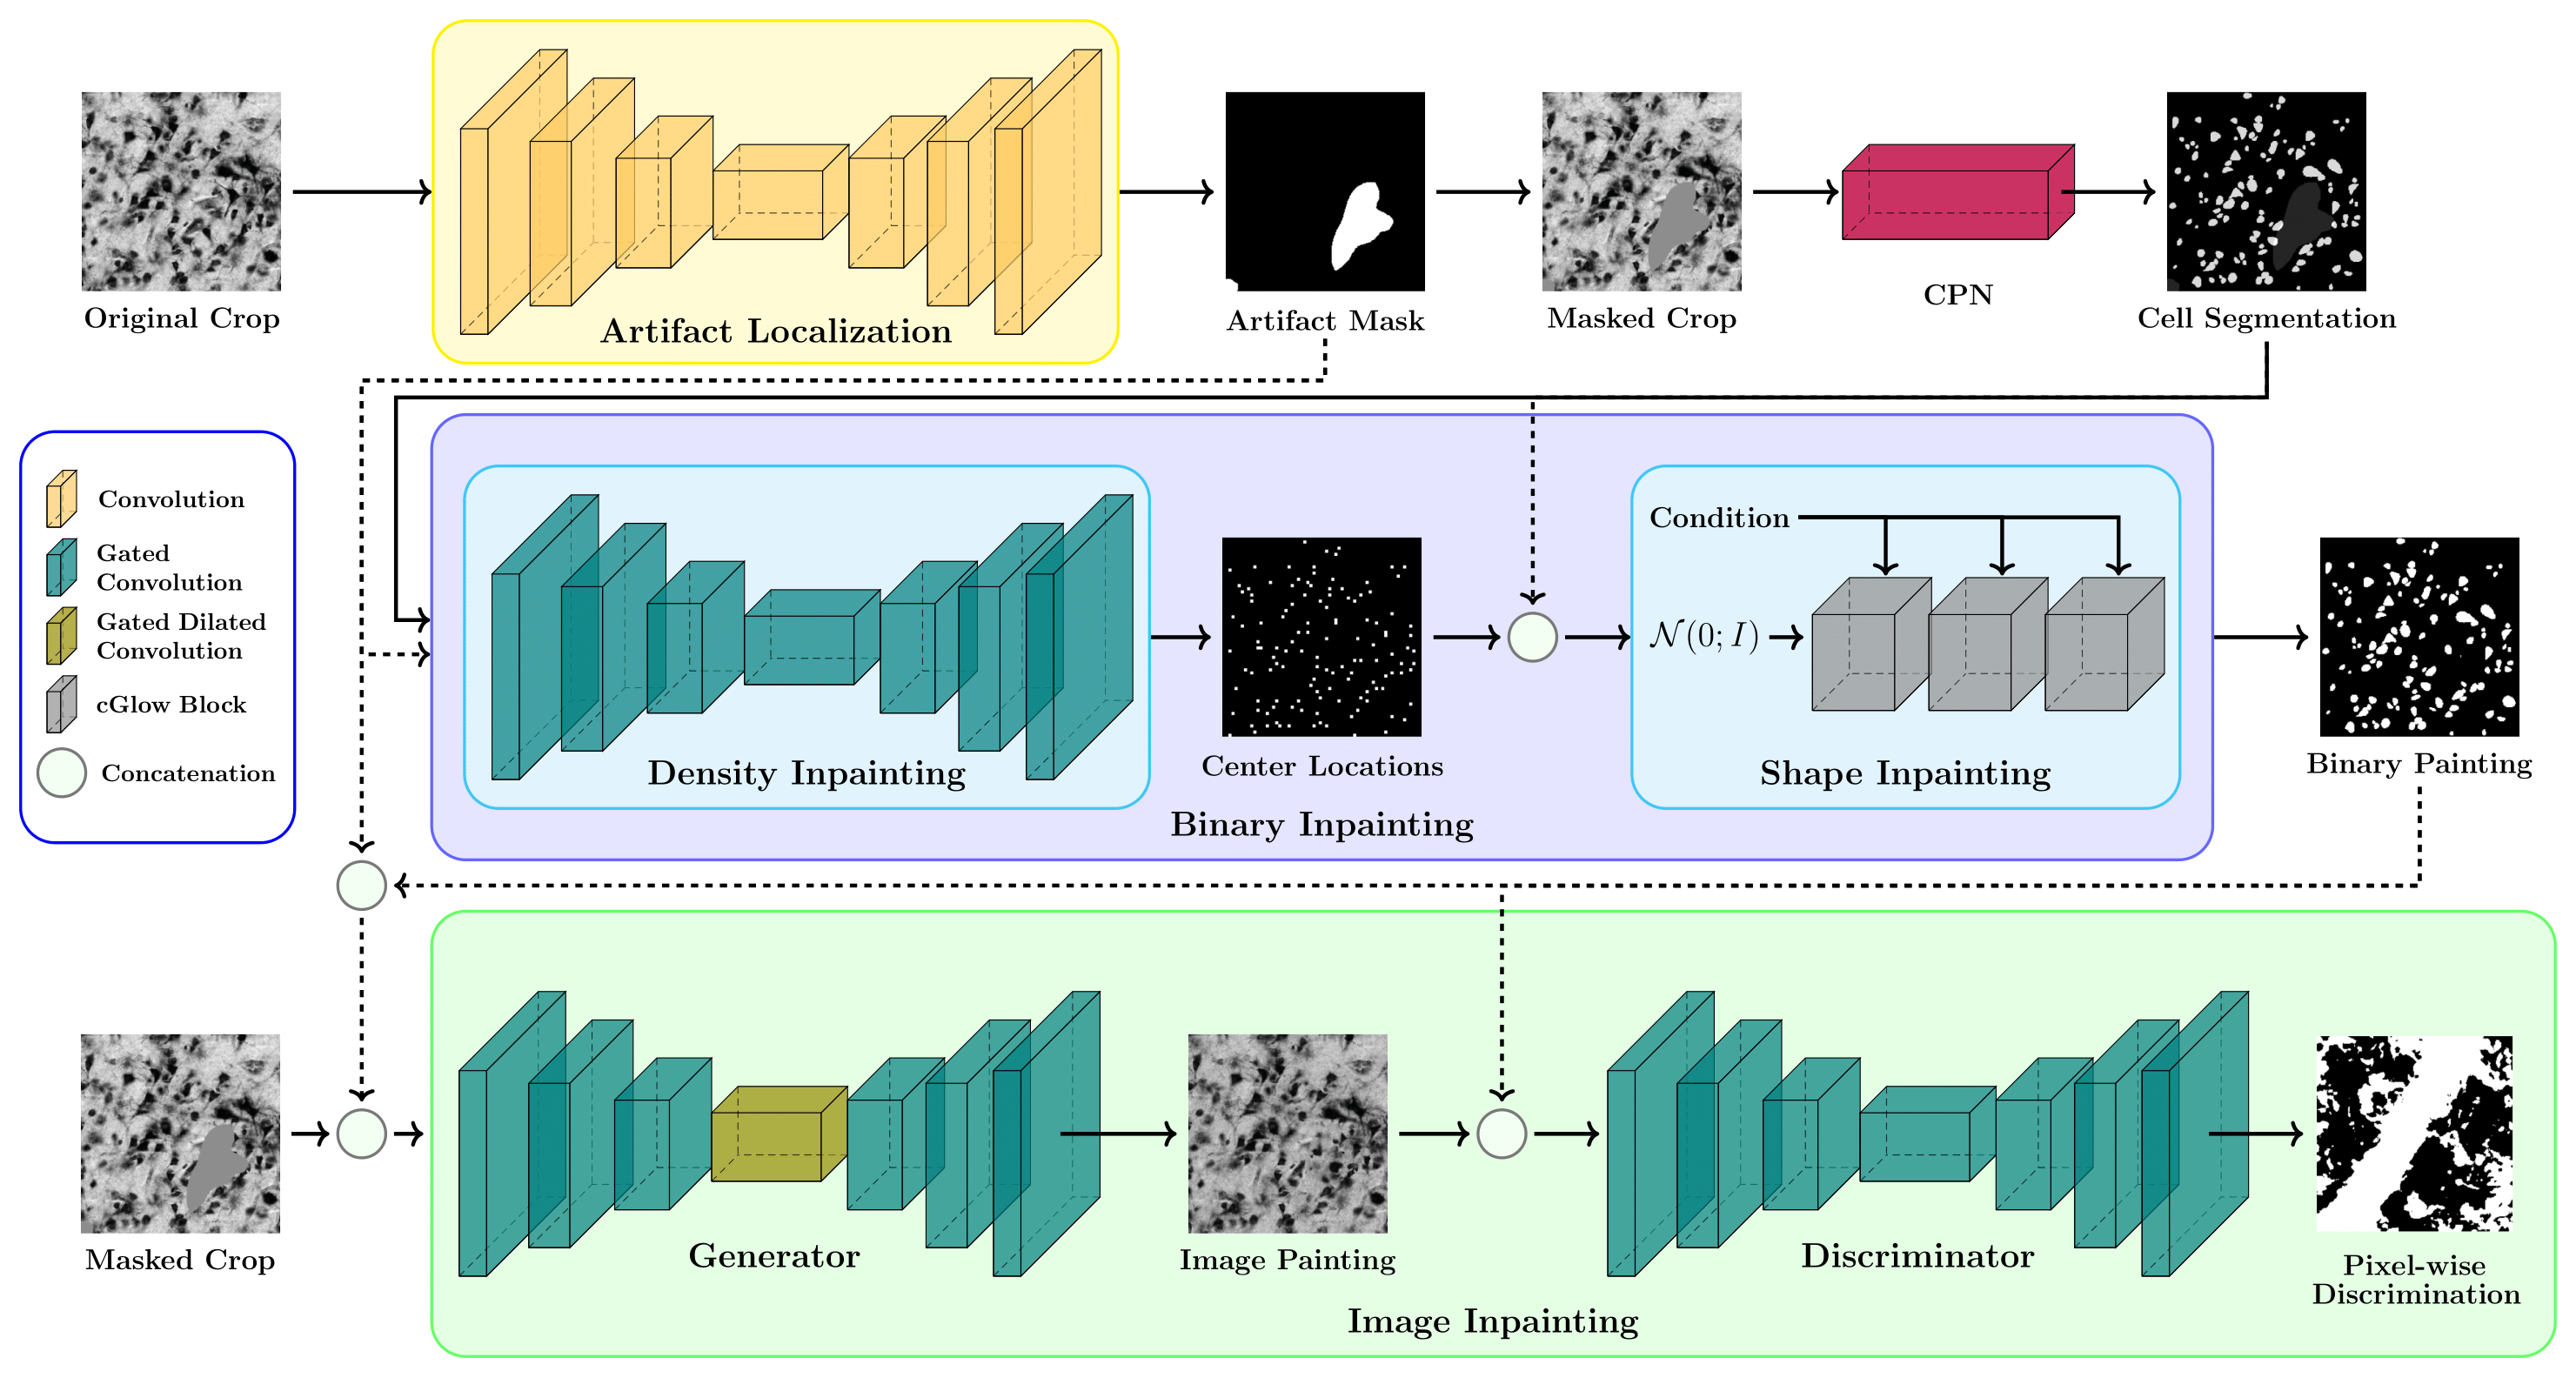 Original Crop
Artifact Localization
Artifact Mask
Masked Crop
CPN
Cell Segmentation
Convolution
Gated
Convolution
Gated Dilated
Convolution
cGlow Block
Concatenation
Density Inpainting
Center Locations
Condition
𝒩(0; I)
Shape Inpainting
Binary Inpainting
Binary Painting
Masked Crop
Generator
Image Painting
Discriminator
Pixel-wise
Discrimination
Image Inpainting